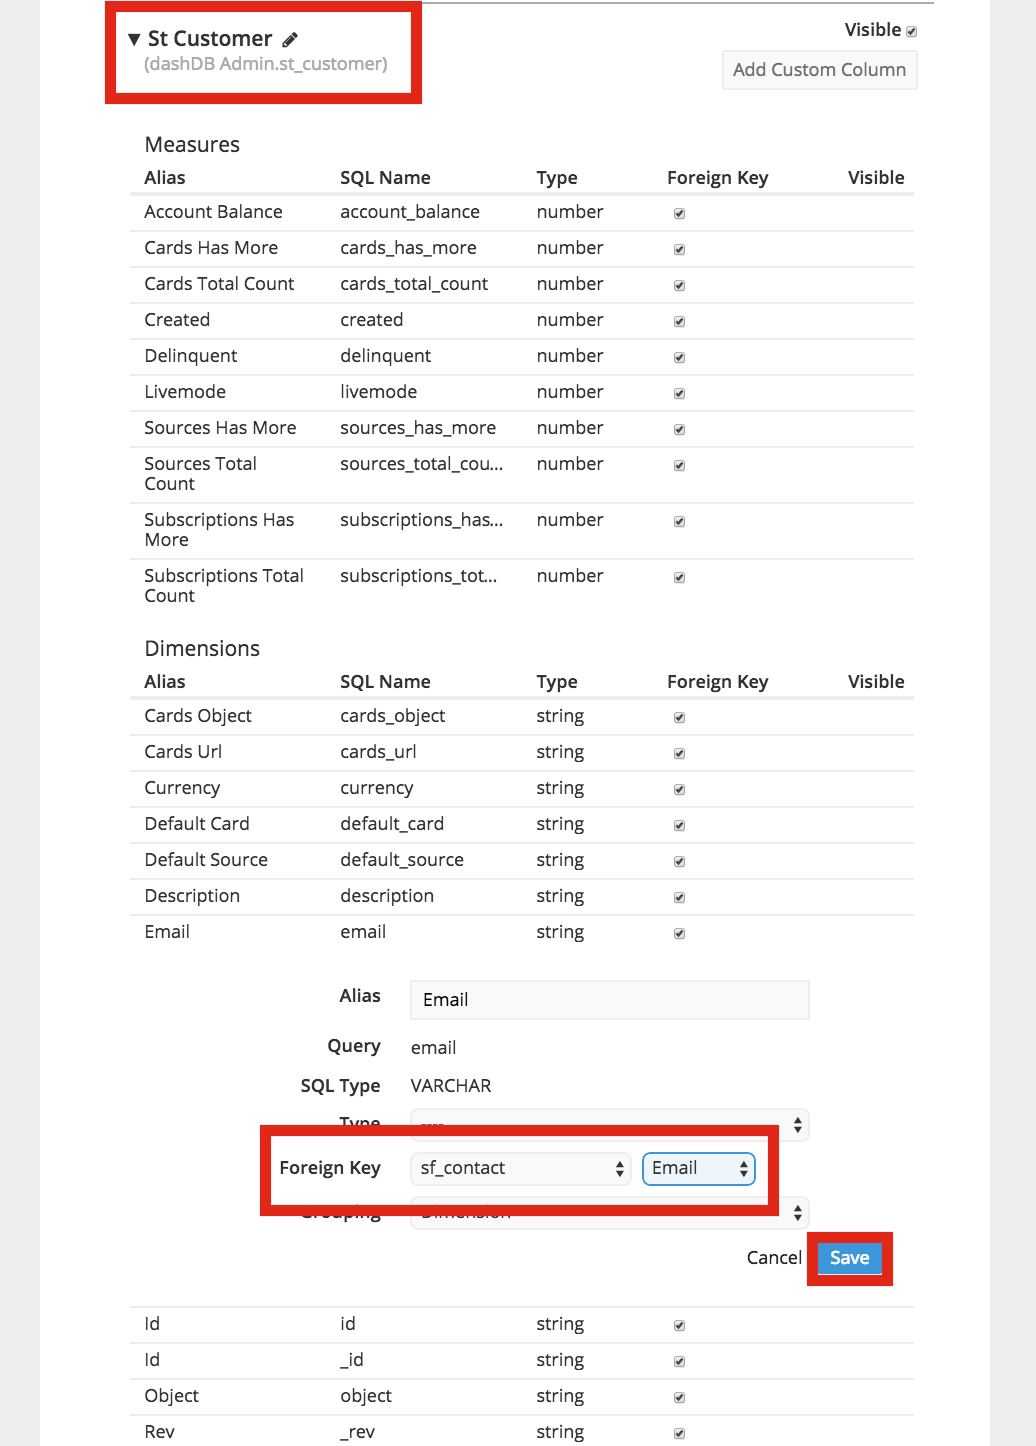 ▼ St Customer
(dashDB Admin.st_customer)
Visible
Add Custom Column
Measures
Alias SQL Name Type Foreign Key Visible
Account Balance account_balance number
Cards Has More cards_has_more number
Cards Total Count cards_total_count number
Created created number
Delinquent delinquent number
Livemode livemode number
Sources Has More sources_has_more number
Sources Total sources_total_cou... number
Count
Subscriptions Has subscriptions_has... number
More
Subscriptions Total subscriptions_tot... number
Count
Dimensions
Alias SQL Name Type Foreign Key Visible
Cards Object cards_object string
Cards Url cards_url string
Currency currency string
Default Card default_card string
Default Source default_source string
Description description string
Email email string
Alias Email
Query email
SQL Type VARCHAR
Type ----
Foreign Key sf_contact Email
Grouping Dimension
Cancel Save
Id id string
Id _id string
Object object string
Rev _rev string